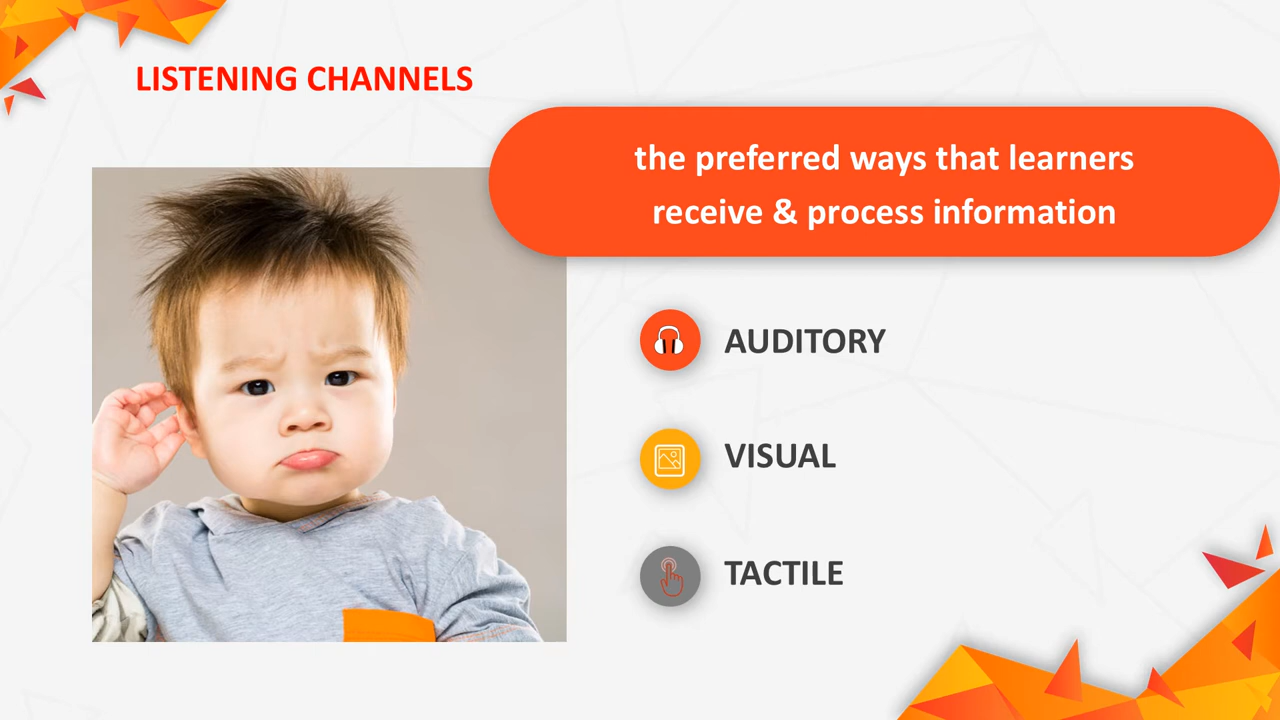 LISTENING CHANNELS
the preferred ways that learners
receive & process information
AUDITORY
VISUAL
TACTILE